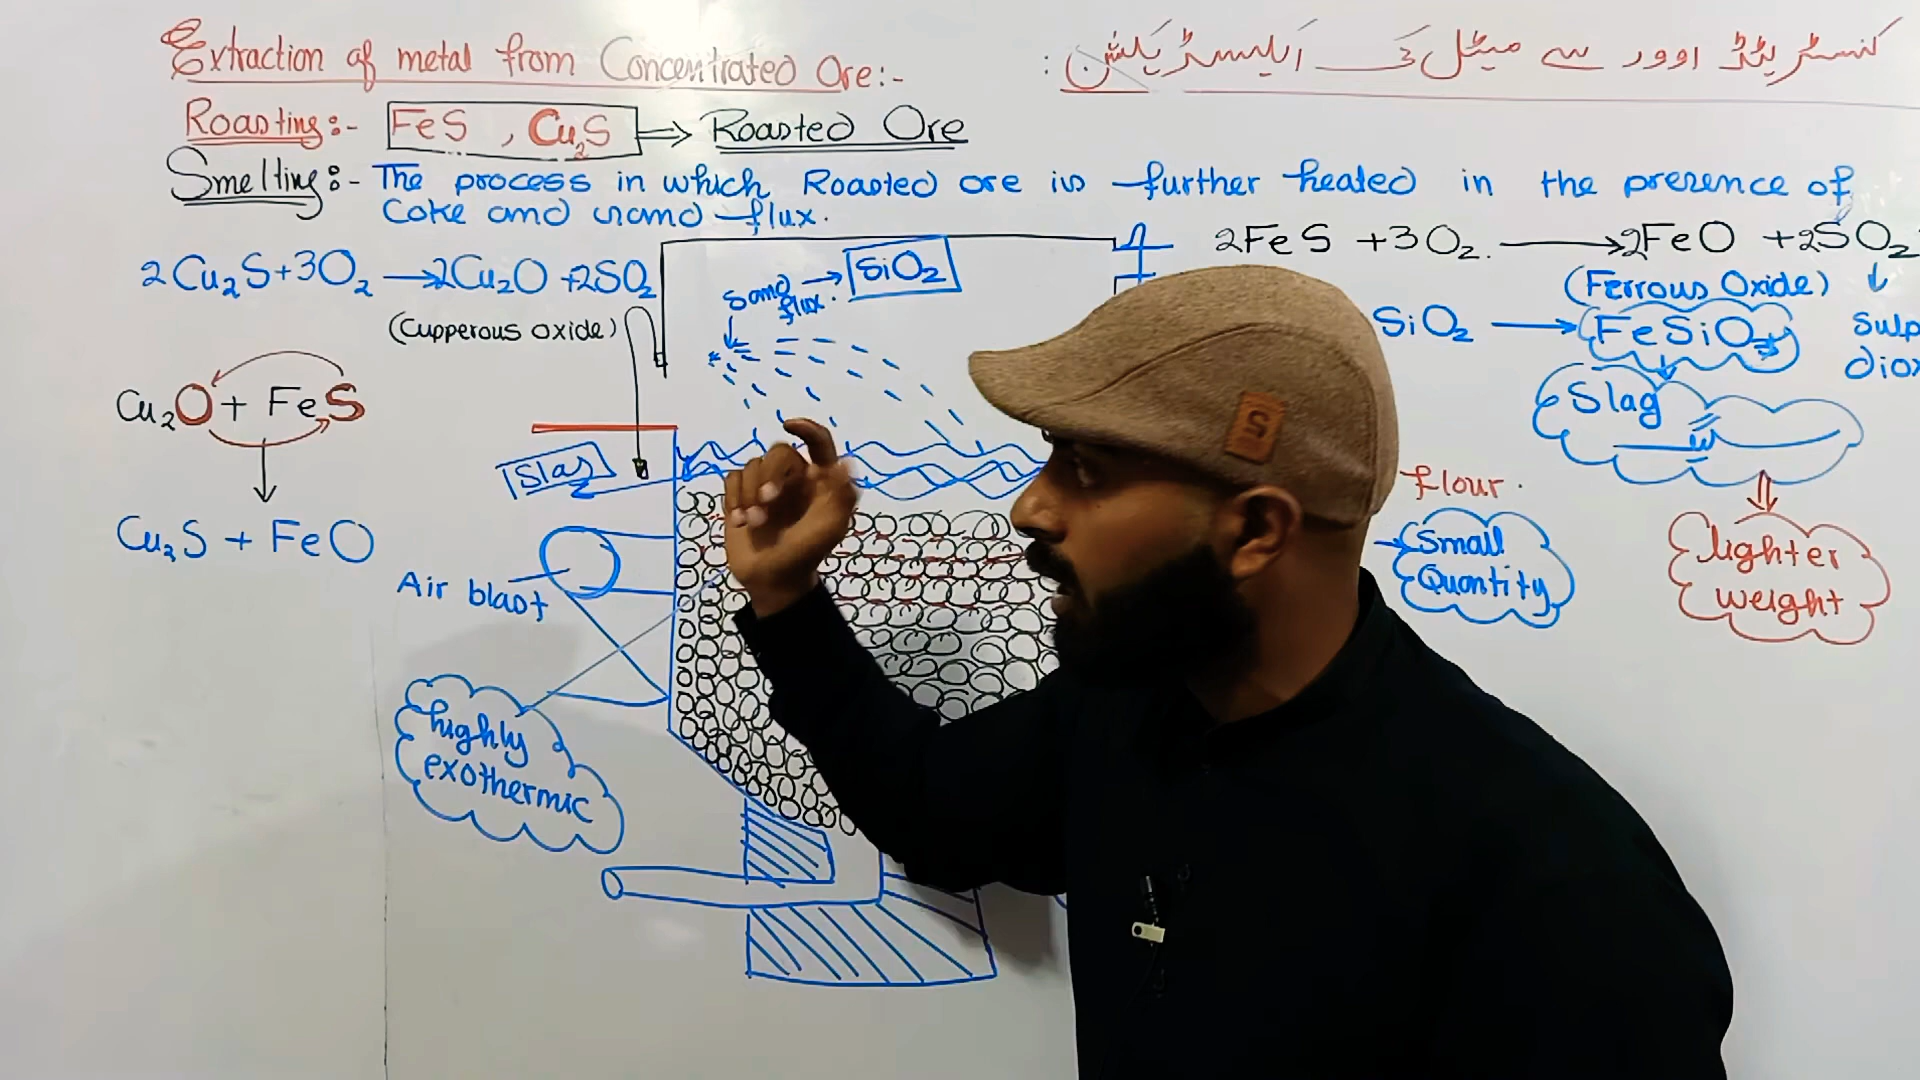 Extraction of metal from Concentrated Ore:-
کنسنٹریٹڈ اوور سے میٹل کی ایکسٹریکشن:
Roasting:- FeS , Cu₂S ⟹ Roasted Ore
Smelting:- The process in which Roasted ore is further heated in the presence of
Coke and sand flux.
2Cu₂S+3O₂ → 2Cu₂O +2SO₂
(Cupperous oxide)
sand flux. → SiO₂
2FeS +3O₂. → 2FeO +2SO₂
(Ferrous Oxide)
SiO₂ → FeSiO₃
Slag
Cu₂O + FeS
Cu₂S + FeO
Slag
Air blast
highly
exothermic
flour.
Small
Quantity
lighter
weight
S